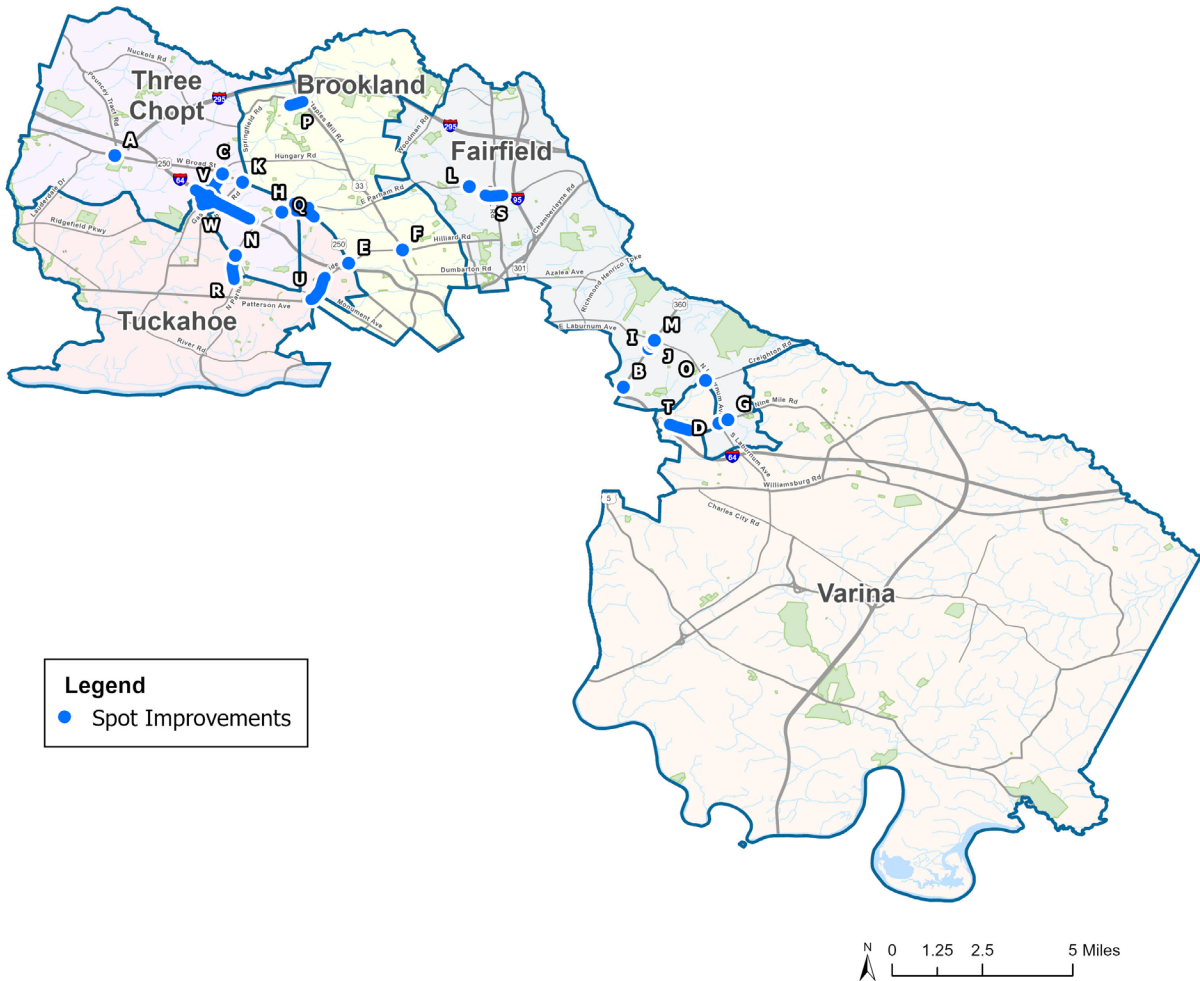 Nuckols Rd
Three
Chopt
Pouncey Tract Rd
295
Brookland
P
Staples Mill Rd
Springfield Rd
Woodman Rd
295
Fairfield
A
250
W Broad St
C
K
Hungary Rd
V
64
H
Q
33
E Parham Rd
L
S
95
Chamberlayne Rd
Lauderdale Dr
Ridgefield Pkwy
W
N
250
E
F
Hilliard Rd
Dumbarton Rd
301
Azalea Ave
Richmond Henrico Tpke
R
U
Patterson Ave
Monument Ave
Tuckahoe
River Rd
360
E Laburnum Ave
I
M
J
B
O
Creighton Rd
T
D
G
Nine Mile Rd
S Laburnum Ave
64
Williamsburg Rd
5
Charles City Rd
Varina
Legend
Spot Improvements
N
0 1.25 2.5 5 Miles